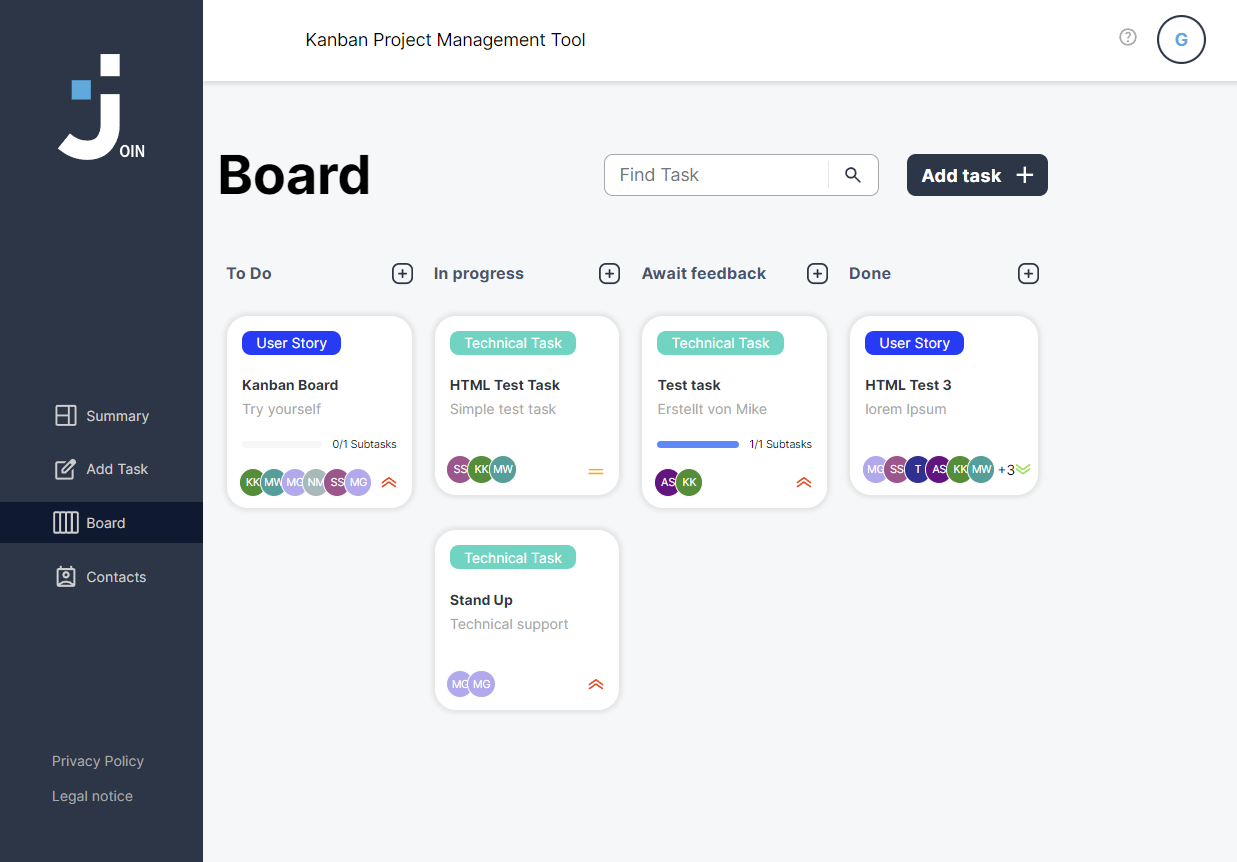 Kanban Project Management Tool
?
G
OIN
Board
Find Task
Add task
To Do
In progress
Await feedback
Done
User Story
Kanban Board
Try yourself
0/1 Subtasks
KK MW MG NM SS MG
Technical Task
HTML Test Task
Simple test task
SS KK MW
Technical Task
Stand Up
Technical support
MG MG
Technical Task
Test task
Erstellt von Mike
1/1 Subtasks
AS KK
User Story
HTML Test 3
lorem Ipsum
MG SS T AS KK MW +3
Summary
Add Task
Board
Contacts
Privacy Policy
Legal notice